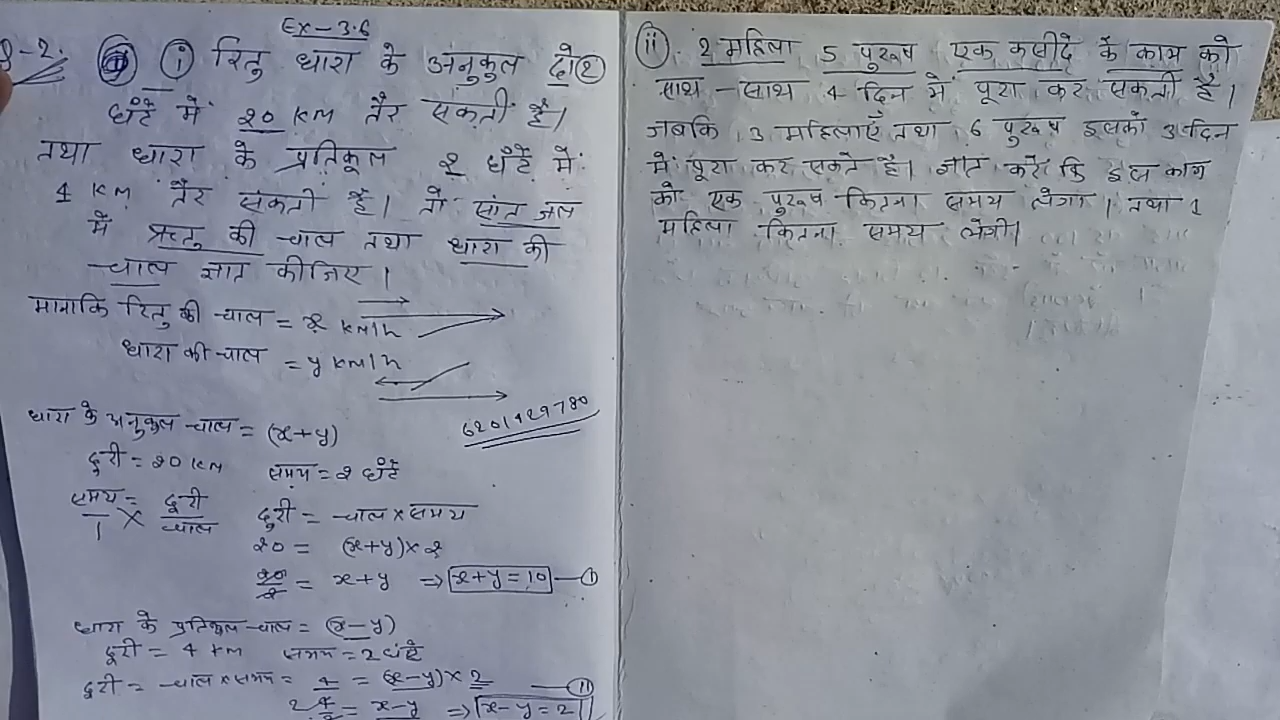 Ex-3.6
Q-2. (i) रितु धारा के अनुकुल दो 2
घंटे में 20 KM तैर सकती है।
तथा धारा के प्रतिकूल 2 घंटें में
4 KM तैर सकती है। तो सांत जल
में ऋतु की चाल तथा धारा की
चाल ज्ञात कीजिए।
मानाकि रितु की चाल = x KM/h
धारा की चाल = y KM/h
6201429780
धारा के अनुकुल चाल = (x+y)
दुरी = 20 KM समय = 2 घंटें
समय/1 × दुरी/चाल दुरी = चाल × समय
20 = (x+y)×2
20/2 = x+y ⇒ x+y=10 —(i)
धारा के प्रतिकुल चाल = (x-y)
दुरी = 4 KM समय = 2 घंटे
दुरी = चाल × समय = 4 = (x-y)×2 —(ii)
2 4/2 = x-y ⇒ x-y=2
(ii) 2 महिला 5 पुरूष एक कसीदे के काम को
साथ-साथ 4 दिन में पूरा कर सकती है।
जबकि 3 महिलाएँ तथा 6 पुरूष इसको 3 दिन
में पूरा कर सकते है। ज्ञात करें कि इस काम
को एक पुरूष कितना समय लेगा। तथा 1
महिला कितना समय लेगी।